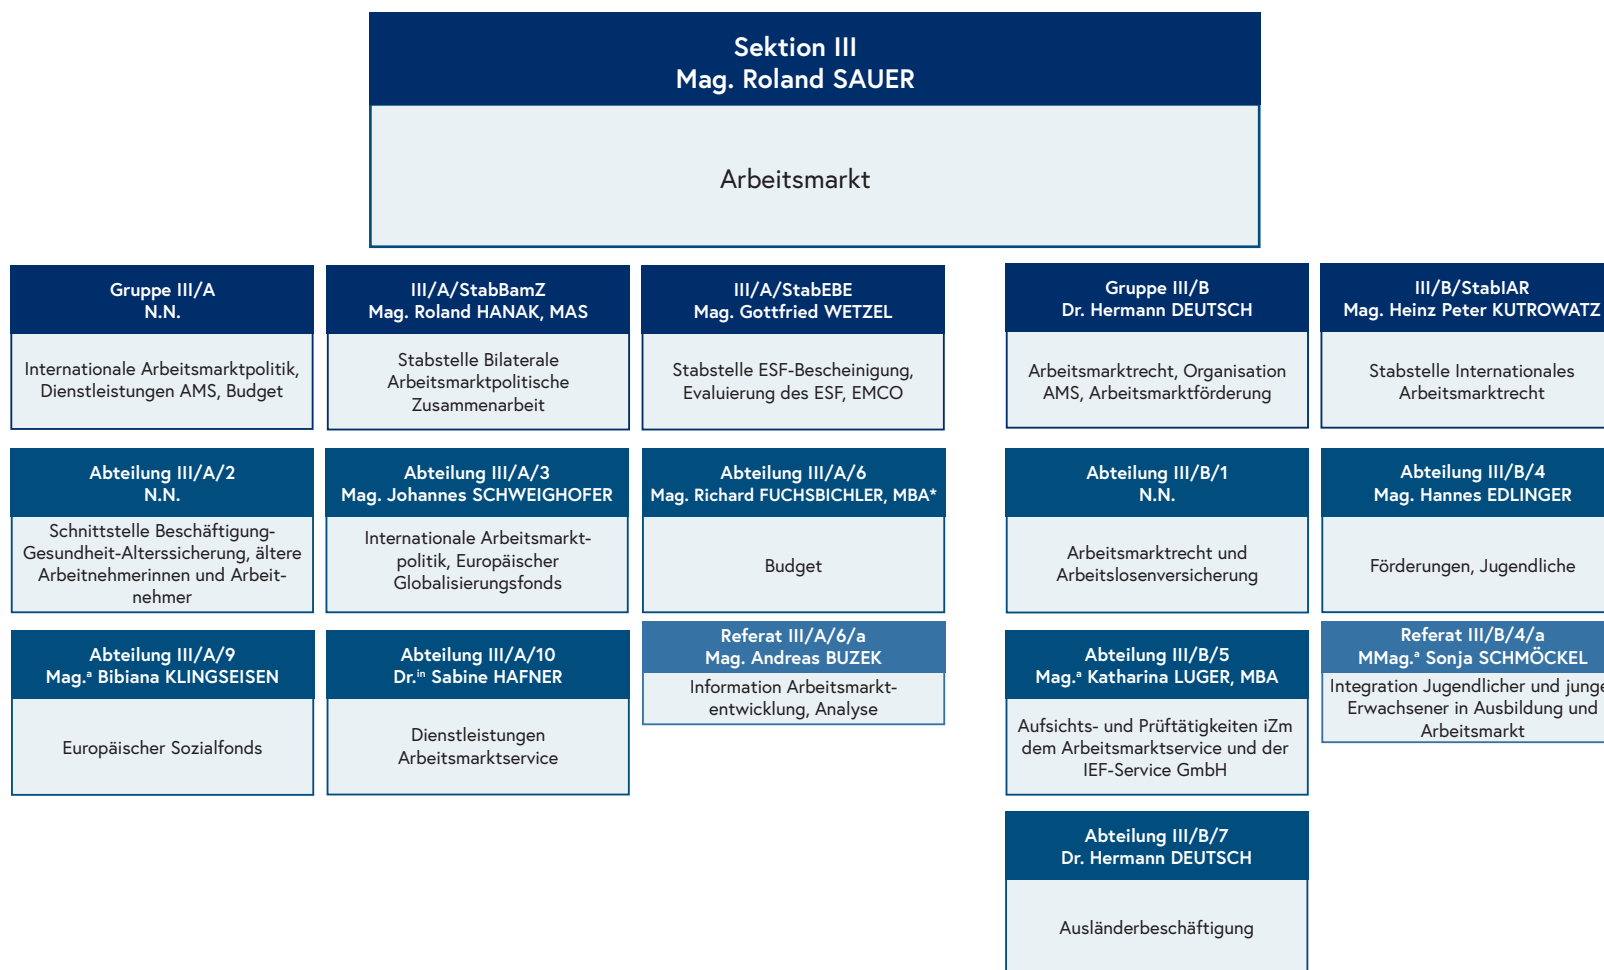 Sektion III
Mag. Roland SAUER
Arbeitsmarkt
Gruppe III/A
N.N.
Internationale Arbeitsmarktpolitik,
Dienstleistungen AMS, Budget
III/A/StabBamZ
Mag. Roland HANAK, MAS
Stabstelle Bilaterale
Arbeitsmarktpolitische
Zusammenarbeit
III/A/StabEBE
Mag. Gottfried WETZEL
Stabstelle ESF-Bescheinigung,
Evaluierung des ESF, EMCO
Gruppe III/B
Dr. Hermann DEUTSCH
Arbeitsmarktrecht, Organisation
AMS, Arbeitsmarktförderung
III/B/StabIAR
Mag. Heinz Peter KUTROWATZ
Stabstelle Internationales
Arbeitsmarktrecht
Abteilung III/A/2
N.N.
Schnittstelle Beschäftigung-
Gesundheit-Alterssicherung, ältere
Arbeitnehmerinnen und Arbeit-
nehmer
Abteilung III/A/3
Mag. Johannes SCHWEIGHOFER
Internationale Arbeitsmarkt-
politik, Europäischer
Globalisierungsfonds
Abteilung III/A/6
Mag. Richard FUCHSBICHLER, MBA*
Budget
Abteilung III/B/1
N.N.
Arbeitsmarktrecht und
Arbeitslosenversicherung
Abteilung III/B/4
Mag. Hannes EDLINGER
Förderungen, Jugendliche
Abteilung III/A/9
Mag.ᵃ Bibiana KLINGSEISEN
Europäischer Sozialfonds
Abteilung III/A/10
Dr.ⁱⁿ Sabine HAFNER
Dienstleistungen
Arbeitsmarktservice
Referat III/A/6/a
Mag. Andreas BUZEK
Information Arbeitsmarkt-
entwicklung, Analyse
Abteilung III/B/5
Mag.ᵃ Katharina LUGER, MBA
Aufsichts- und Prüftätigkeiten iZm
dem Arbeitsmarktservice und der
IEF-Service GmbH
Referat III/B/4/a
MMag.ᵃ Sonja SCHMÖCKEL
Integration Jugendlicher und
Erwachsener in Ausbildung und
Arbeitsmarkt
Abteilung III/B/7
Dr. Hermann DEUTSCH
Ausländerbeschäftigung